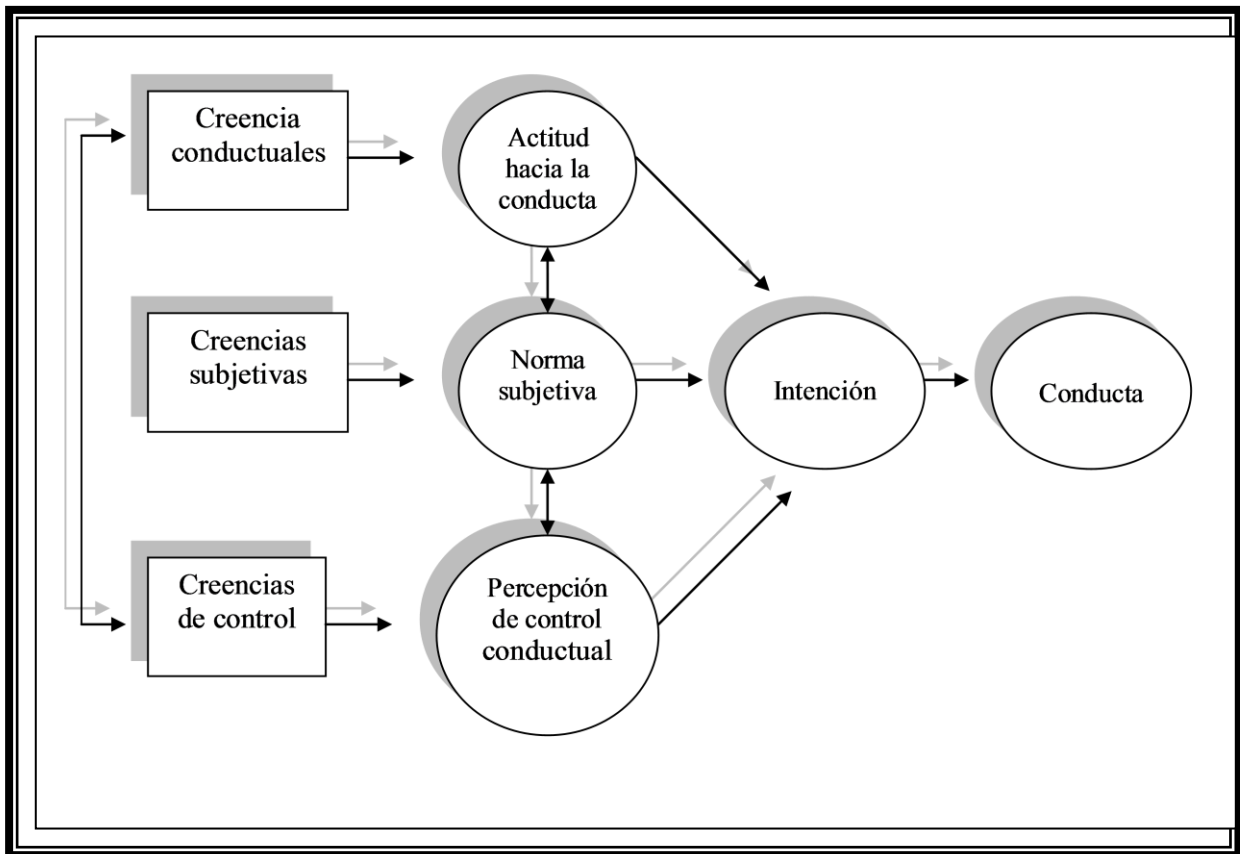 Creencia
conductuales
Actitud
hacia la
conducta
Creencias
subjetivas
Norma
subjetiva
Intención
Conducta
Creencias
de control
Percepción
de control
conductual